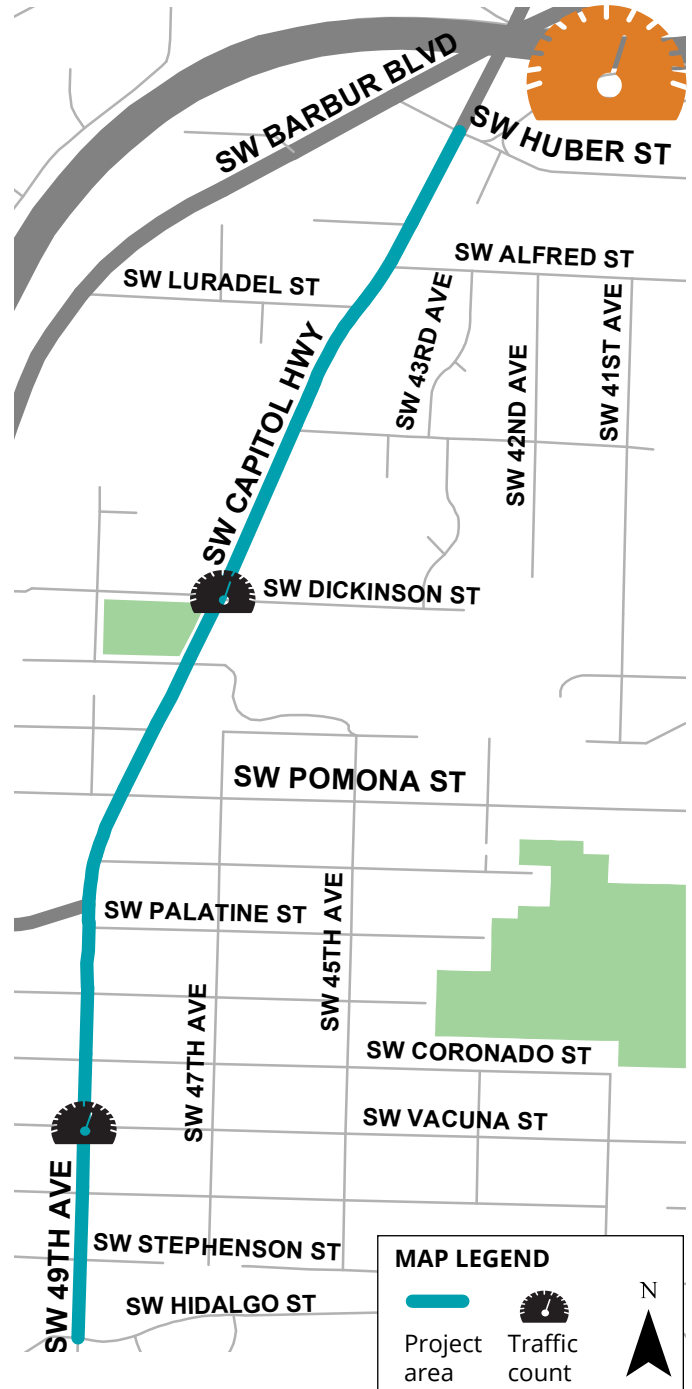 SW BARBUR BLVD
SW HUBER ST
SW ALFRED ST
SW LURADEL ST
SW 43RD AVE
SW 41ST AVE
SW CAPITOL HWY
SW 42ND AVE
SW DICKINSON ST
SW POMONA ST
SW PALATINE ST
SW 45TH AVE
SW 47TH AVE
SW CORONADO ST
SW VACUNA ST
SW 49TH AVE
SW STEPHENSON ST
SW HIDALGO ST
MAP LEGEND
Project
area
Traffic
count
N